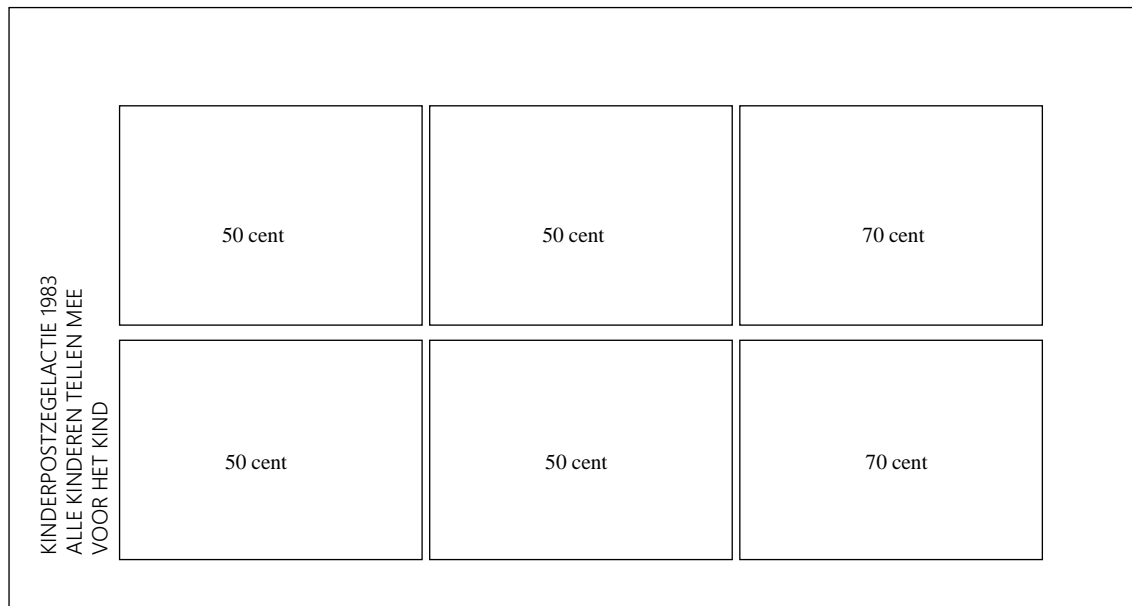 KINDERPOSTZEGELACTIE 1983
ALLE KINDEREN TELLEN MEE
VOOR HET KIND
50 cent
50 cent
70 cent
50 cent
50 cent
70 cent